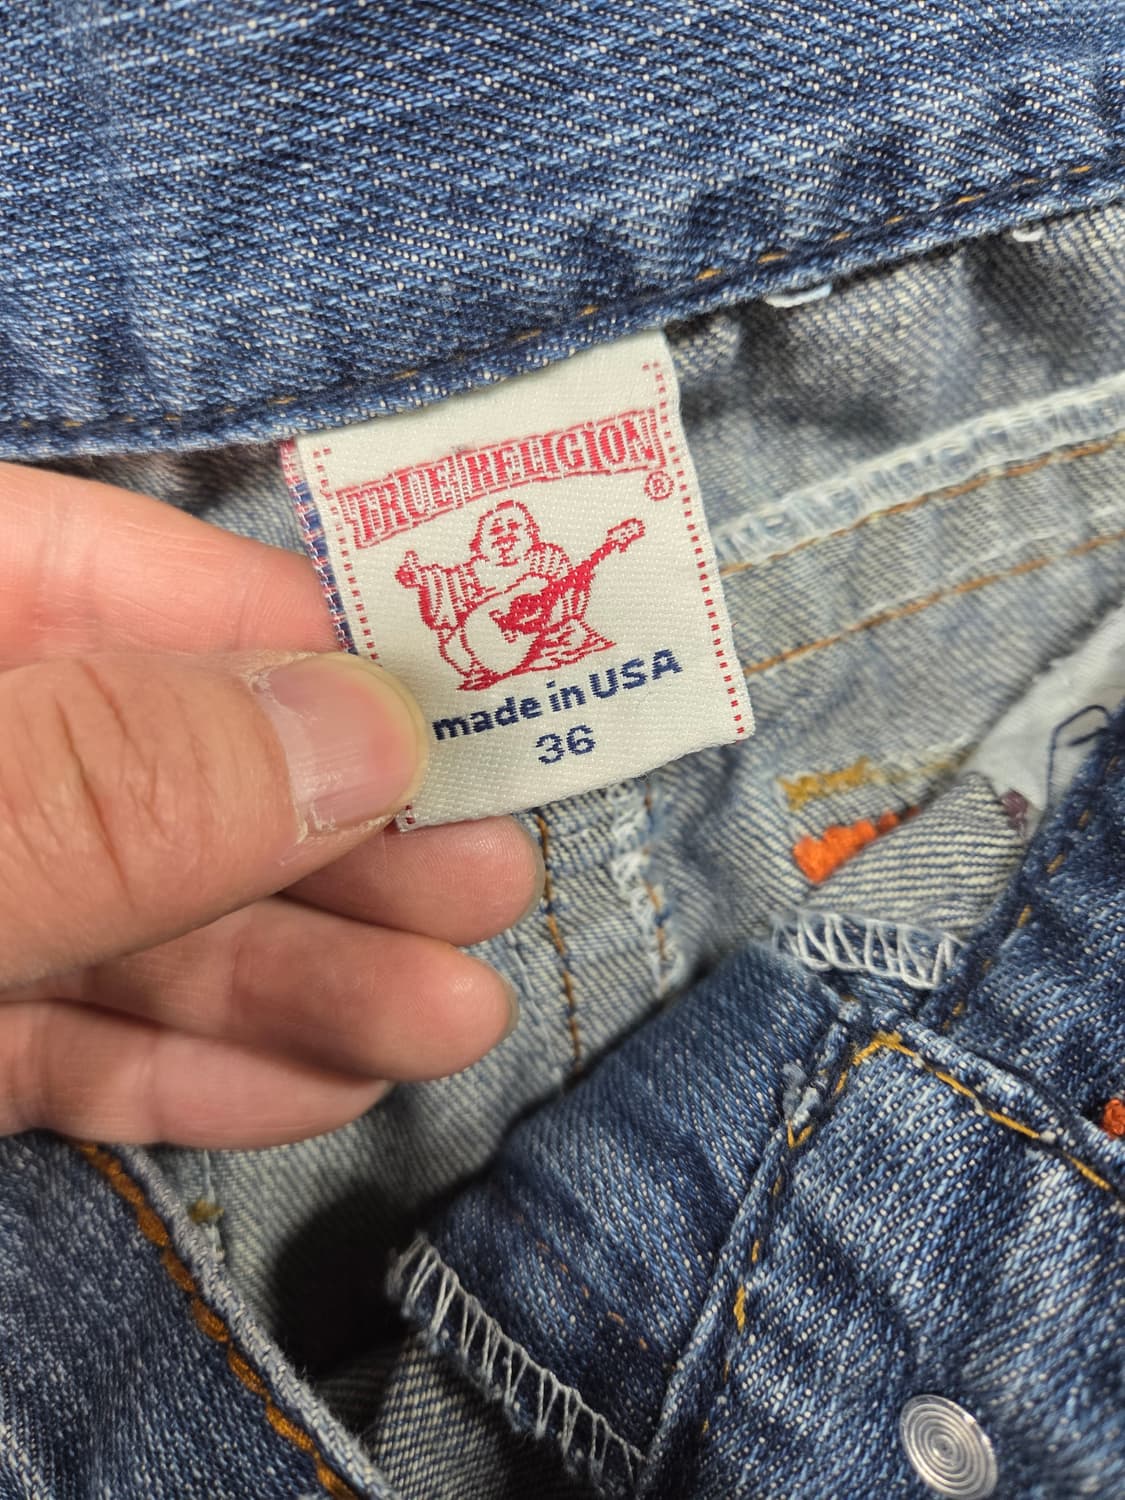 TRUE RELIGION
®
made in USA
36